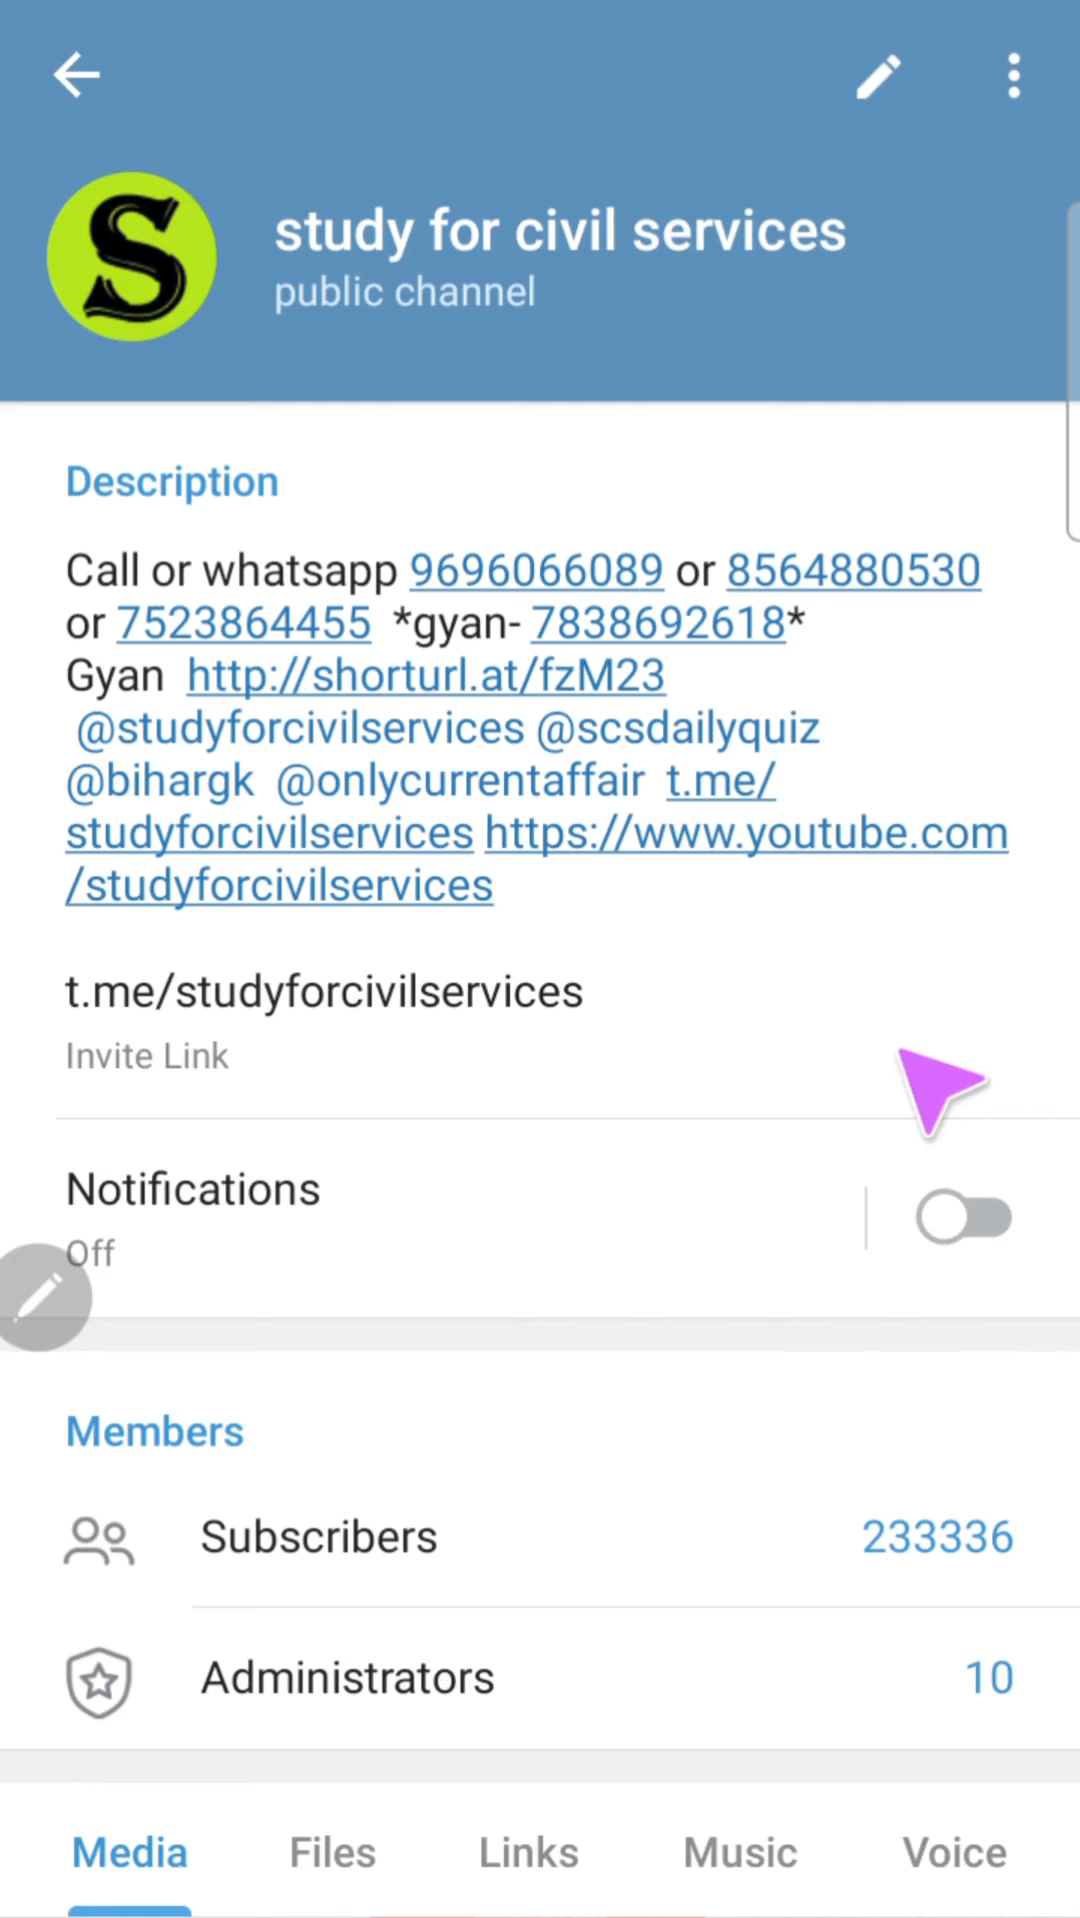 study for civil services
public channel
S
Description
Call or whatsapp 9696066089 or 8564880530
or 7523864455 *gyan- 7838692618*
Gyan http://shorturl.at/fzM23
@studyforcivilservices @scsdailyquiz
@bihargk @onlycurrentaffair t.me/
studyforcivilservices https://www.youtube.com
/studyforcivilservices
t.me/studyforcivilservices
Invite Link
Notifications
Off
Members
Subscribers 233336
Administrators 10
Media Files Links Music Voice